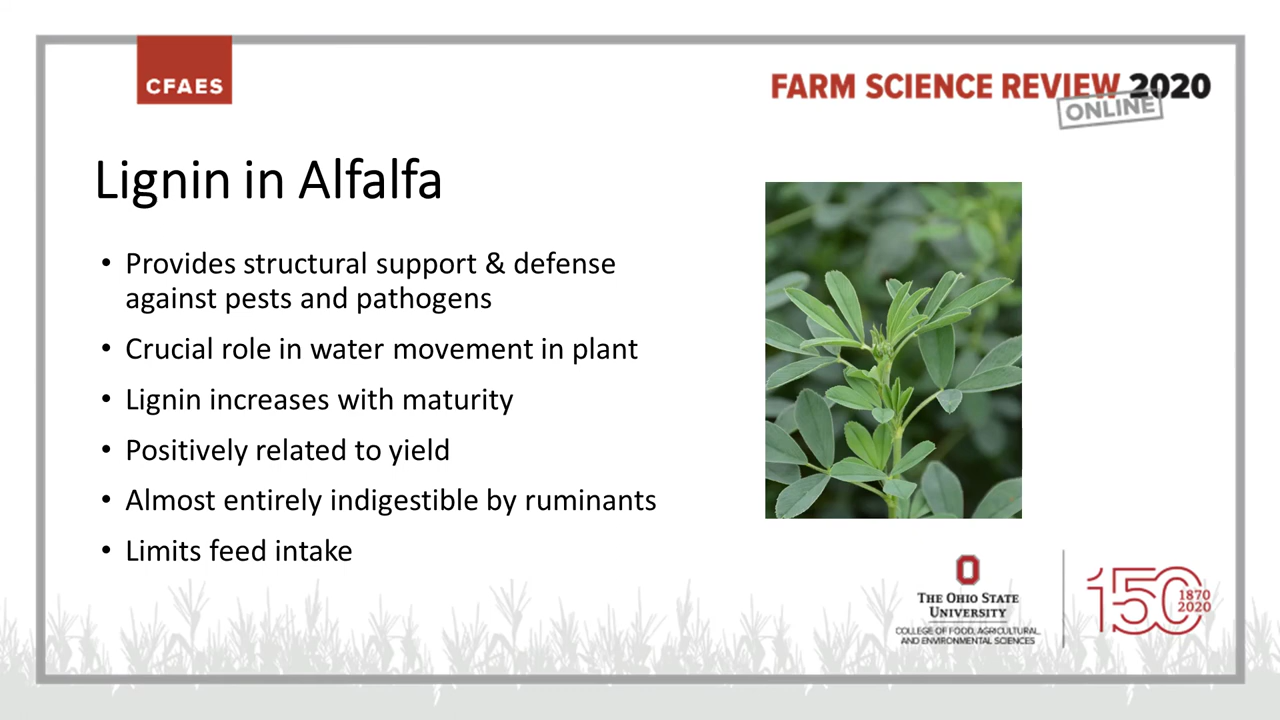 CFAES
FARM SCIENCE REVIEW 2020
ONLINE
Lignin in Alfalfa
• Provides structural support & defense
against pests and pathogens
• Crucial role in water movement in plant
• Lignin increases with maturity
• Positively related to yield
• Almost entirely indigestible by ruminants
• Limits feed intake
THE OHIO STATE
UNIVERSITY
COLLEGE OF FOOD, AGRICULTURAL,
AND ENVIRONMENTAL SCIENCES
150
1870
2020